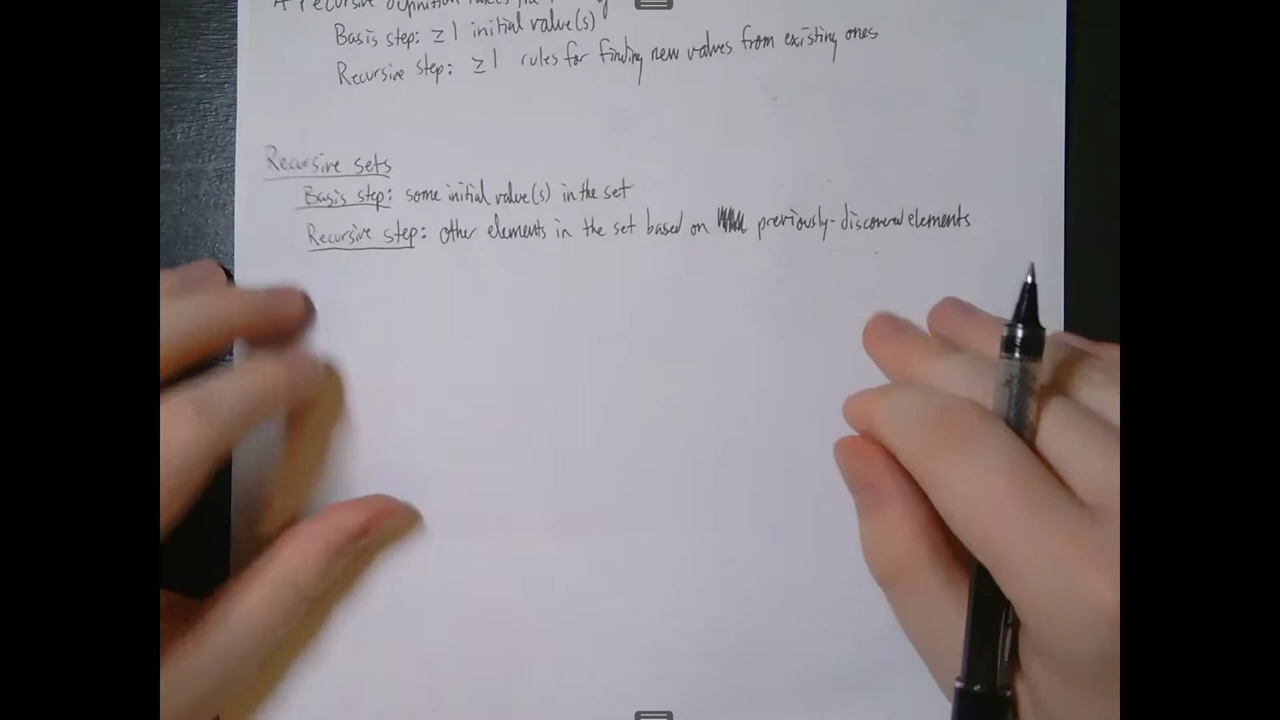 A recursive definition
Basis step: ≥1 initial value(s)
Recursive step: ≥1 rules for finding new values from existing ones
Recursive sets
Basis step: some initial value(s) in the set
Recursive step: other elements in the set based on previously-discovered elements